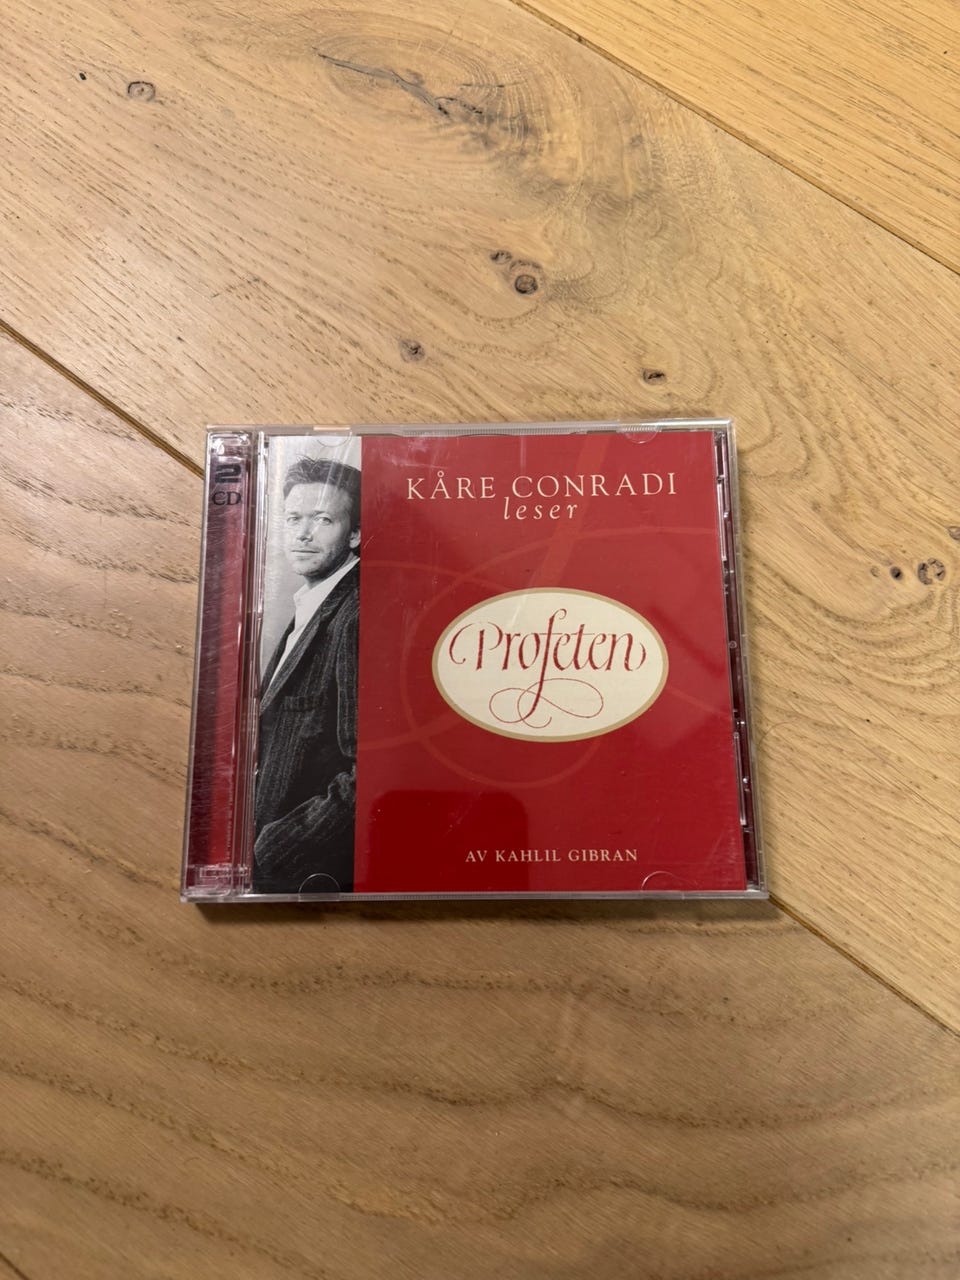 2
CD
KÅRE CONRADI
leser
Profeten
AV KAHLIL GIBRAN